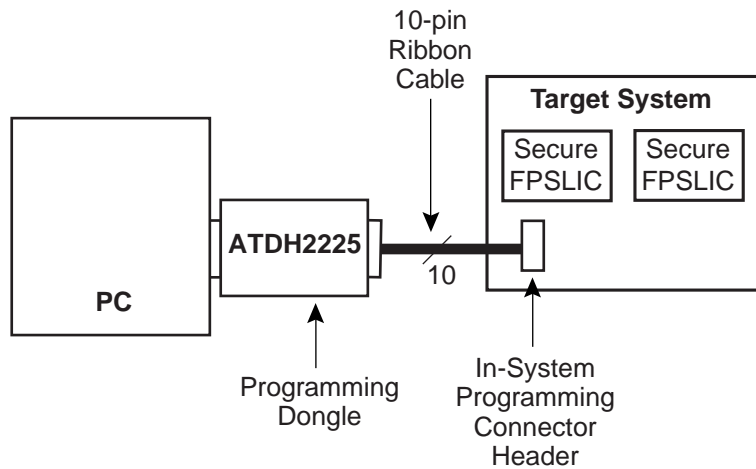 10-pin
Ribbon
Cable
Target System
Secure
FPSLIC
Secure
FPSLIC
ATDH2225
10
PC
Programming
Dongle
In-System
Programming
Connector
Header